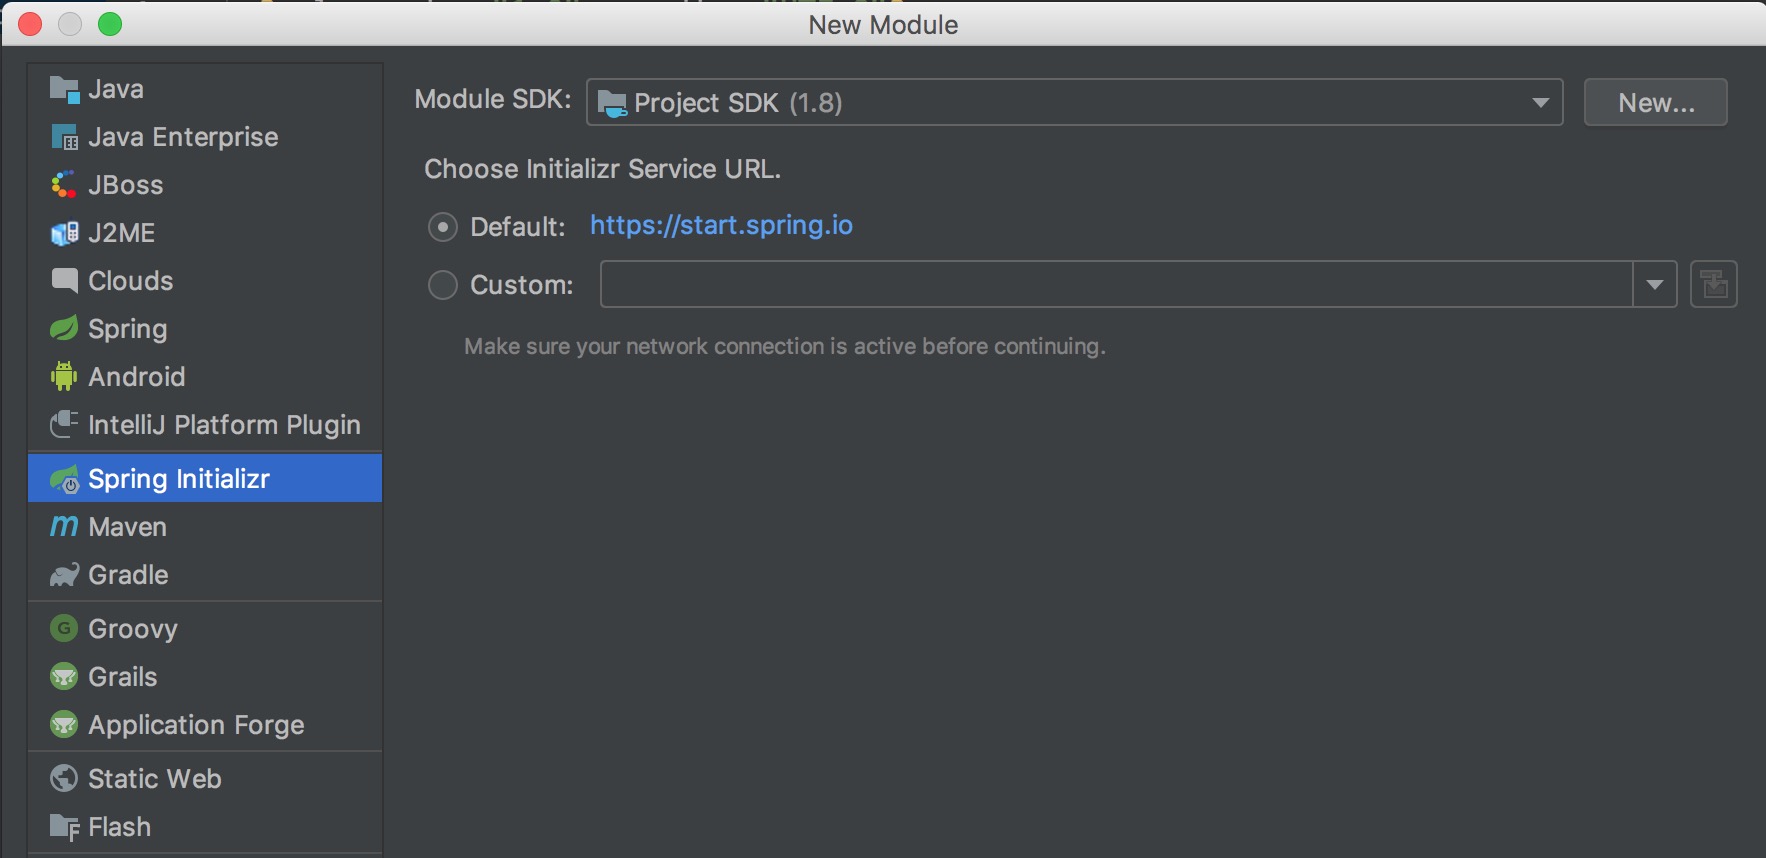 New Module
Java
Java Enterprise
JBoss
J2ME
Clouds
Spring
Android
IntelliJ Platform Plugin
Spring Initializr
Maven
Gradle
Groovy
Grails
Application Forge
Static Web
Flash
Module SDK: Project SDK (1.8) New...
Choose Initializr Service URL.
Default: https://start.spring.io
Custom:
Make sure your network connection is active before continuing.